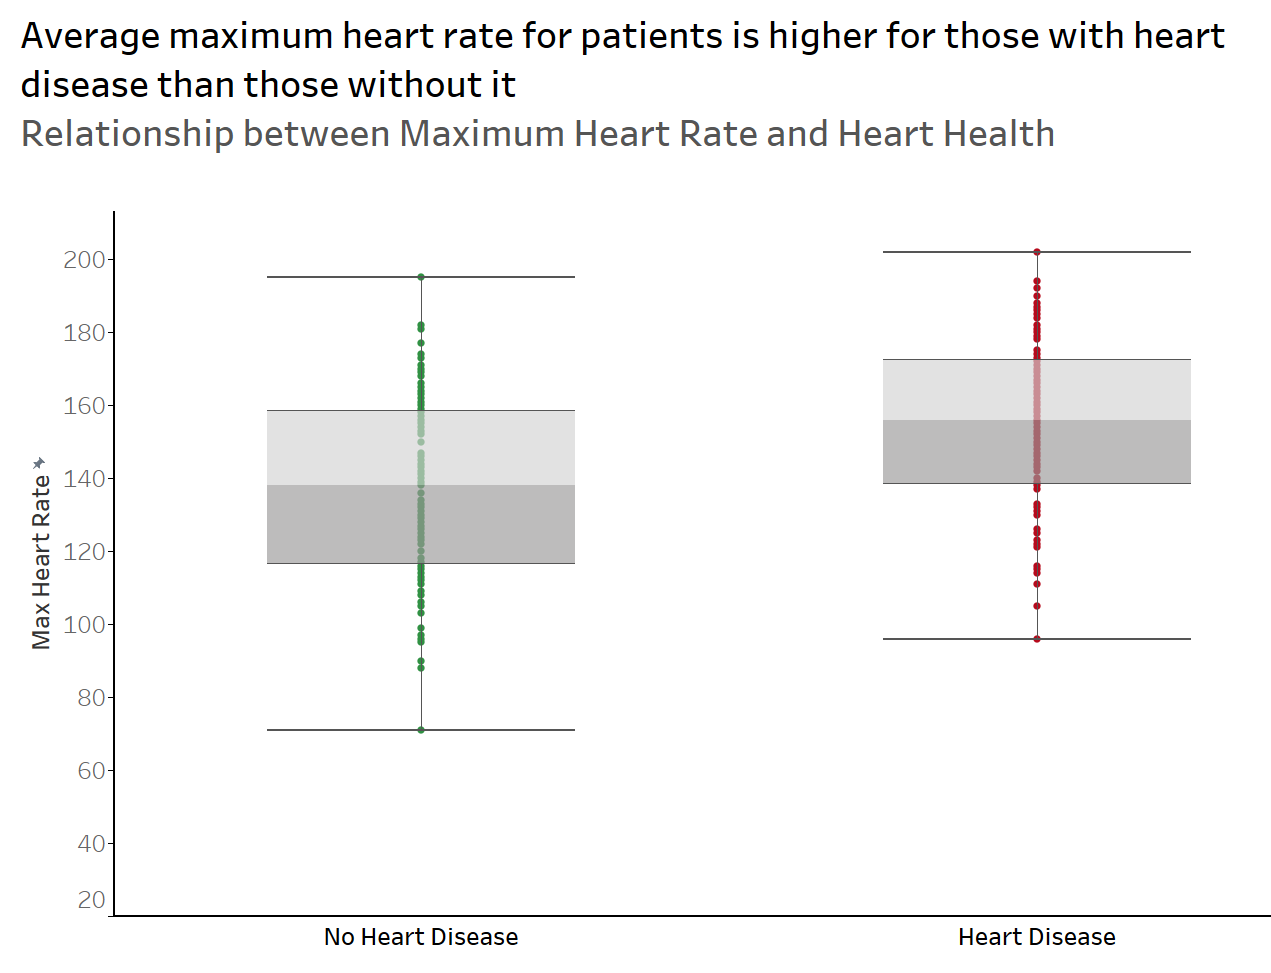 Average maximum heart rate for patients is higher for those with heart
disease than those without it
Relationship between Maximum Heart Rate and Heart Health
200
180
160
140
120
100
80
60
40
20
Max Heart Rate
No Heart Disease
Heart Disease